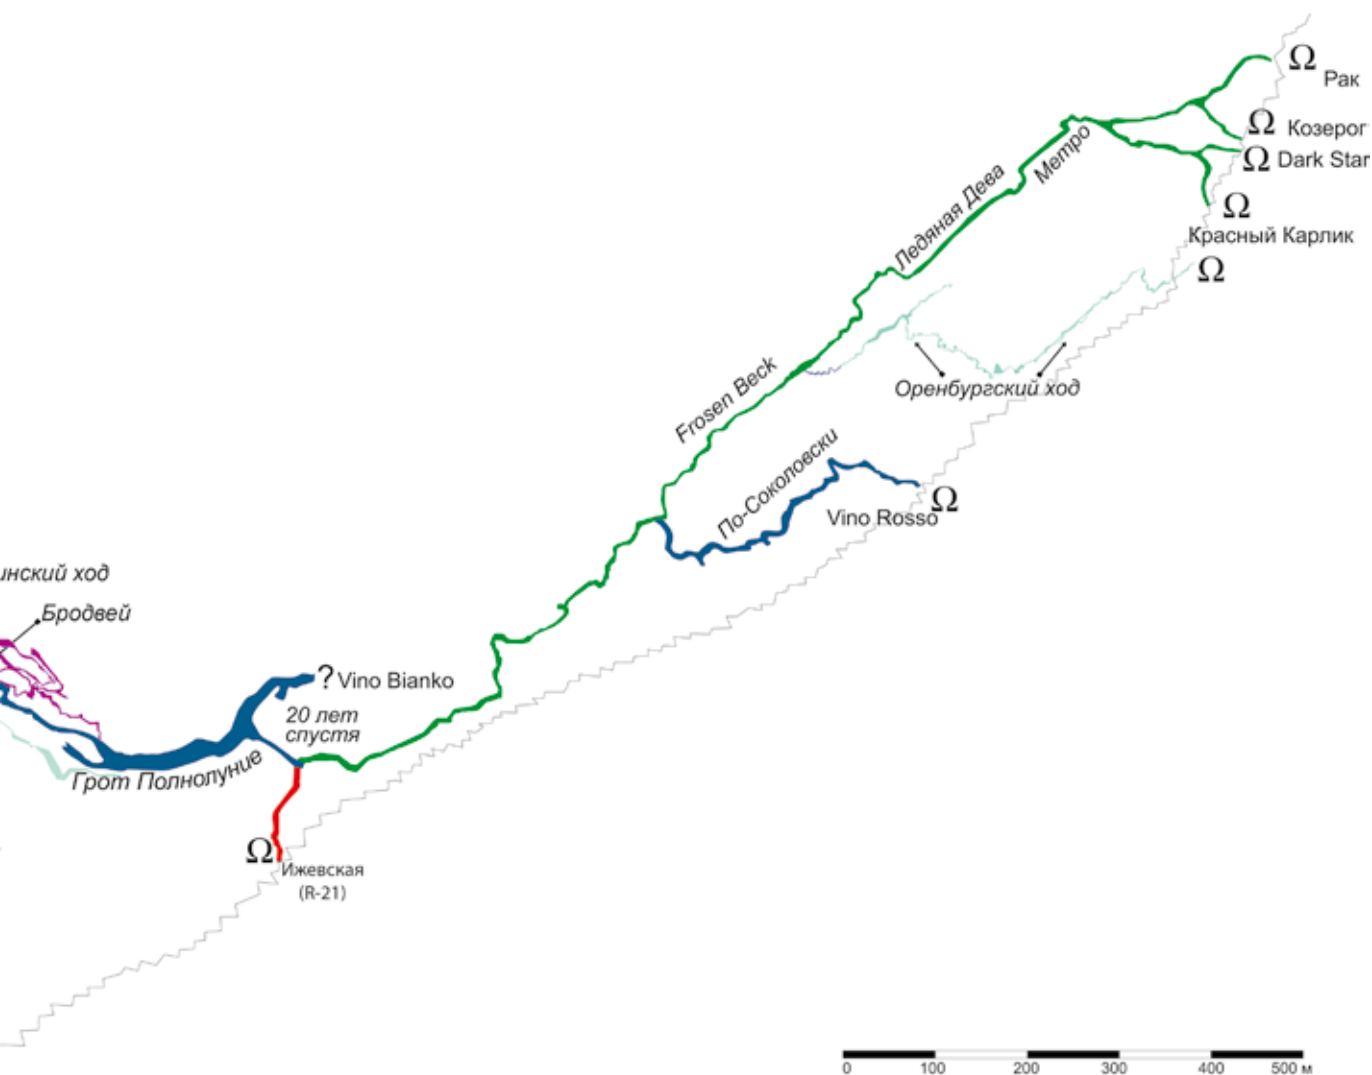 Ω
Рак
Ω
Козерог
Ω Dark Star
Метро
Ледяная Дева
Ω
Красный Карлик
Ω
Оренбургский ход
Frosen Beck
По-Соколовски
Ω
Vino Rosso
инский ход
Бродвей
? Vino Bianko
20 лет
спустя
Грот Полнолуние
Ω
Ижевская
(R-21)
0 100 200 300 400 500 м